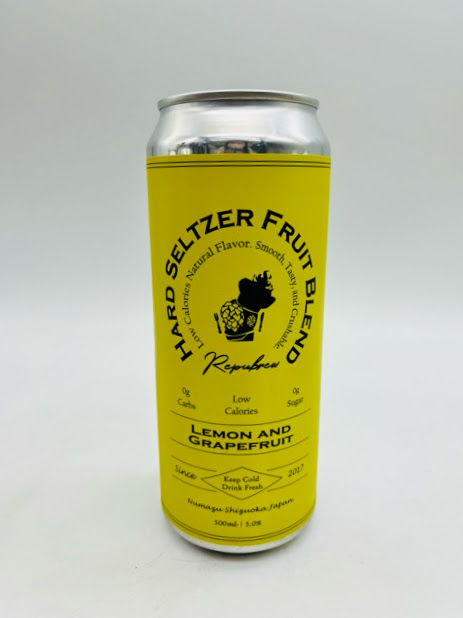 Hard Seltzer Fruit Blend
Low Calories Natural Flavor. Smooth, Tasty, and Crushable.
Repubrew
0g
Carbs
Low
Calories
0g
Sugar
Lemon and
Grapefruit
Since
Keep Cold
Drink Fresh
2017
Numazu Shizuoka Japan
500ml | 5.0%